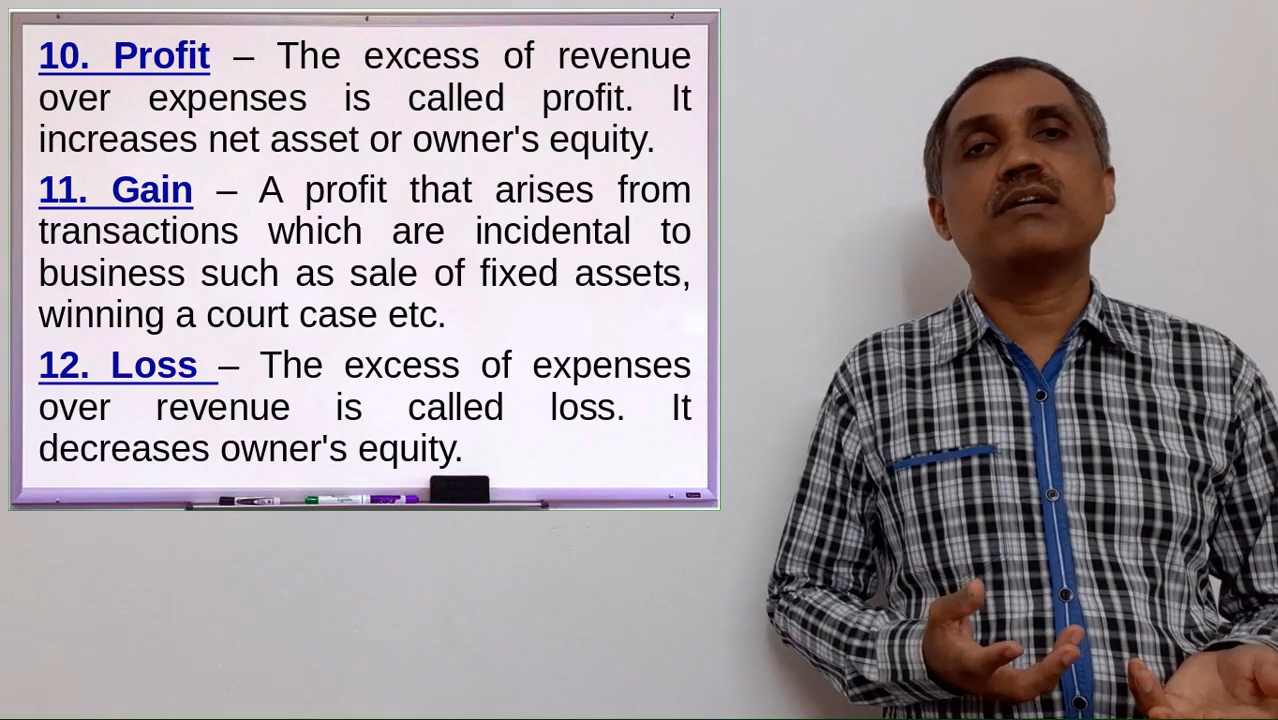 10. Profit – The excess of revenue
over expenses is called profit. It
increases net asset or owner's equity.
11. Gain – A profit that arises from
transactions which are incidental to
business such as sale of fixed assets,
winning a court case etc.
12. Loss – The excess of expenses
over revenue is called loss. It
decreases owner's equity.